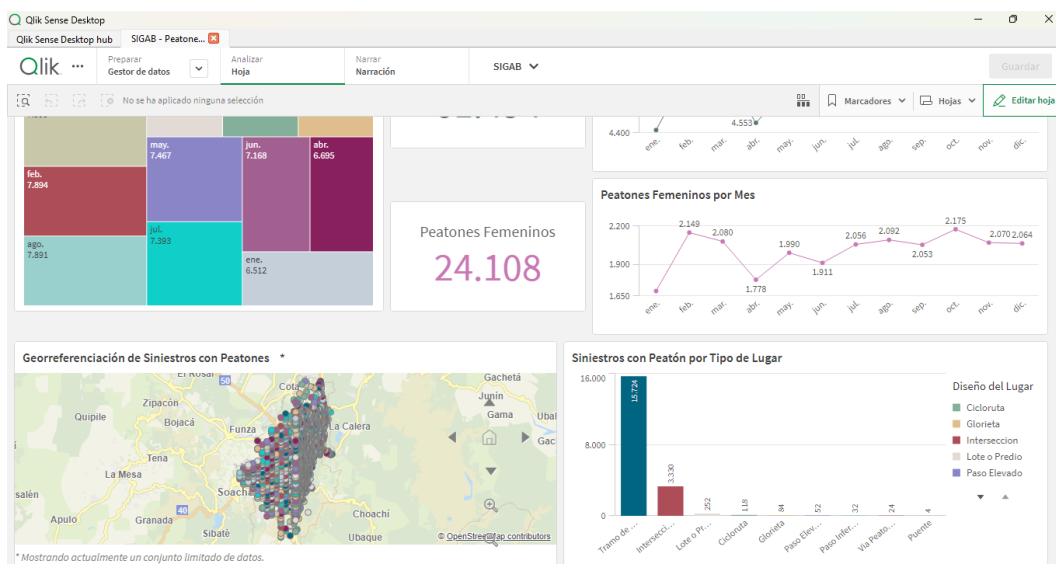 Qlik Sense Desktop
Qlik Sense Desktop hub
SIGAB - Peatone...
Qlik
Preparar
Gestor de datos
Analizar
Hoja
Narrar
Narración
SIGAB
Guardar
No se ha aplicado ninguna selección
Marcadores
Hojas
Editar hoja
may.
7.467
jun.
7.168
abr.
6.695
feb.
7.894
jul.
7.393
ago.
7.891
ene.
6.512
Peatones Femeninos
24.108
4.553
4.400
ene. feb. mar. abr. may. jun. jul. ago. sep. oct. nov. dic.
Peatones Femeninos por Mes
2.200
1.900
1.650
2.149
2.080
1.778
1.990
1.911
2.056
2.092
2.053
2.175
2.070
2.064
ene. feb. mar. abr. may. jun. jul. ago. sep. oct. nov. dic.
Georreferenciación de Siniestros con Peatones *
El Rosal
50
Cota
Gachetá
Zipacón
Junín
Quipile
Bojacá
Funza
La Calera
Gama
Ubal
Gac
Tena
La Mesa
salén
Soacha
40
Apulo
Granada
Choachí
Sibaté
Ubaque
© OpenStreetMap contributors
* Mostrando actualmente un conjunto limitado de datos.
Siniestros con Peatón por Tipo de Lugar
16.000
8.000
0
15.724
3.330
252
118
84
52
32
24
4
Tramo de ...
Intersecci...
Lote o Pr...
Cicloruta
Glorieta
Paso Elev...
Paso Infer...
Via Peato...
Puente
Diseño del Lugar
Cicloruta
Glorieta
Interseccion
Lote o Predio
Paso Elevado